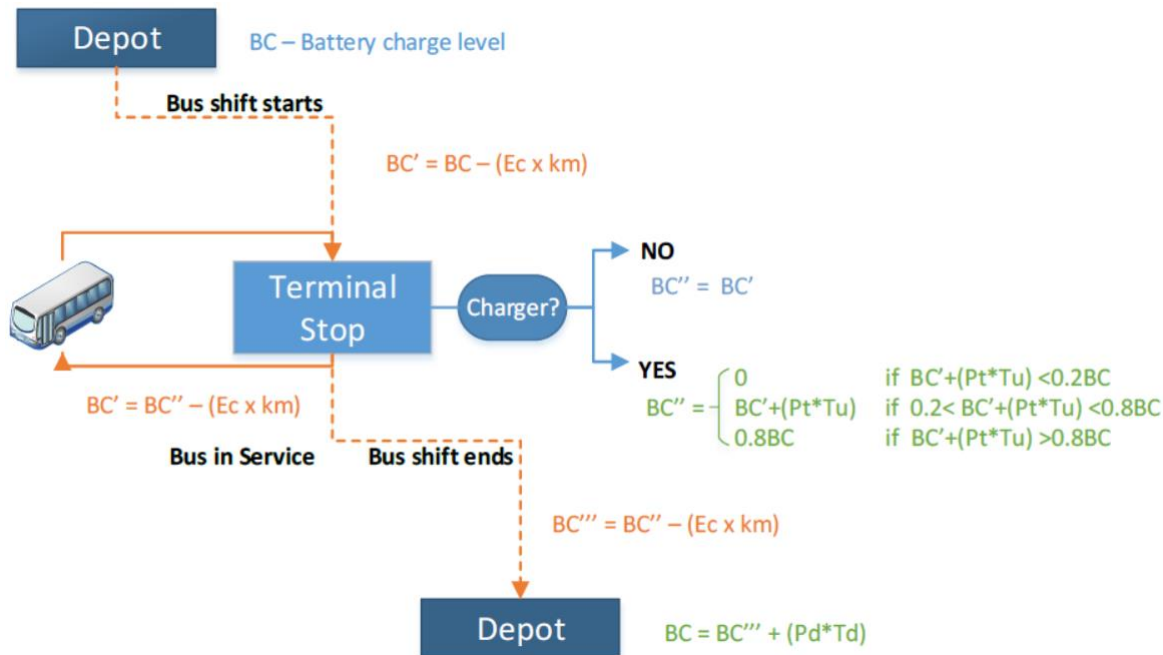 Depot
BC – Battery charge level
Bus shift starts
BC' = BC – (Ec x km)
Terminal
Stop
Charger?
NO
BC'' = BC'
YES
BC'' =
0 if BC'+(Pt*Tu) <0.2BC
BC'+(Pt*Tu) if 0.2< BC'+(Pt*Tu) <0.8BC
0.8BC if BC'+(Pt*Tu) >0.8BC
BC' = BC'' – (Ec x km)
Bus in Service
Bus shift ends
BC''' = BC'' – (Ec x km)
Depot
BC = BC''' + (Pd*Td)